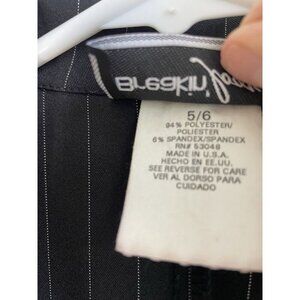 Breakin'
5/6
94% POLYESTER/
POLIESTER
6% SPANDEX/SPANDEX
RN# 53048
MADE IN U.S.A.
HECHO EN EE.UU.
SEE REVERSE FOR CARE
VER AL DORSO PARA
CUIDADO